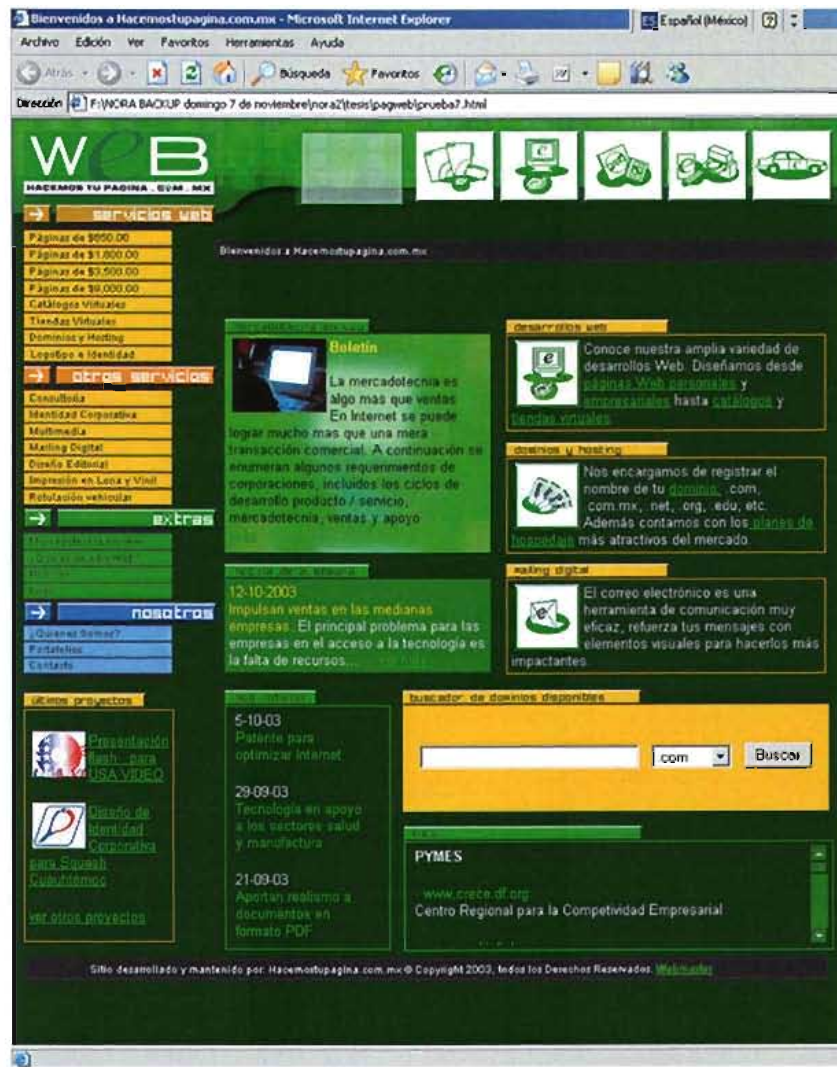 Bienvenidos a Hacemostupagina.com.mx - Microsoft Internet Explorer
Español (México)
Archivo Edición Ver Favoritos Herramientas Ayuda
Atrás Búsqueda Favoritos
Dirección F:\NORA BACKUP domingo 7 de noviembre\nora2\tesis\pagweb\prueba7.html
WeB
HACEMOS TU PAGINA . COM . MX
servicios web
Páginas de $650.00
Páginas de $1,800.00
Páginas de $3,500.00
Páginas de $9,000.00
Catálogos Virtuales
Tiendas Virtuales
Dominios y Hosting
Logotipo e Identidad
otros servicios
Consultoría
Identidad Corporativa
Multimedia
Mailing Digital
Diseño Editorial
Impresión en Lona y Vinil
Rotulación vehicular
extras
nosotros
¿Quienes Somos?
Portafolios
Contacto
Bienvenidos a Hacemostupagina.com.mx
Boletín
La mercadotecnia es
algo mas que ventas
En Internet se puede
lograr mucho mas que una mera
transacción comercial. A continuación se
enumeran algunos requerimientos de
corporaciones, incluidos los ciclos de
desarrollo producto / servicio,
mercadotecnia, ventas y apoyo
desarrollos web
Conoce nuestra amplia variedad de
desarrollos Web. Diseñamos desde
páginas Web personales y
empresariales hasta catálogos y
tiendas virtuales.
dominios y hosting
Nos encargamos de registrar el
nombre de tu dominio, .com,
.com.mx, .net, .org, .edu, etc.
Además contamos con los planes de
hospedaje más atractivos del mercado.
12-10-2003
Impulsan ventas en las medianas
empresas. El principal problema para las
empresas en el acceso a la tecnología es
la falta de recursos...
mailing digital
El correo electrónico es una
herramienta de comunicación muy
eficaz, refuerza tus mensajes con
elementos visuales para hacerlos más
impactantes.
últimos proyectos
Presentación
flash para
USA VIDEO
Diseño de
Identidad
Corporativa
para Squash
Cuauhtémoc
ver otros proyectos
5-10-03
Patente para
optimizar Internet
29-09-03
Tecnología en apoyo
a los sectores salud
y manufactura
21-09-03
Aportan realismo a
documentos en
formato PDF
buscador de dominios disponibles
.com Buscar
PYMES
www.crece.df.org
Centro Regional para la Competividad Empresarial
Sitio desarrollado y mantenido por: Hacemostupagina.com.mx © Copyright 2003, todos los Derechos Reservados. Webmaster